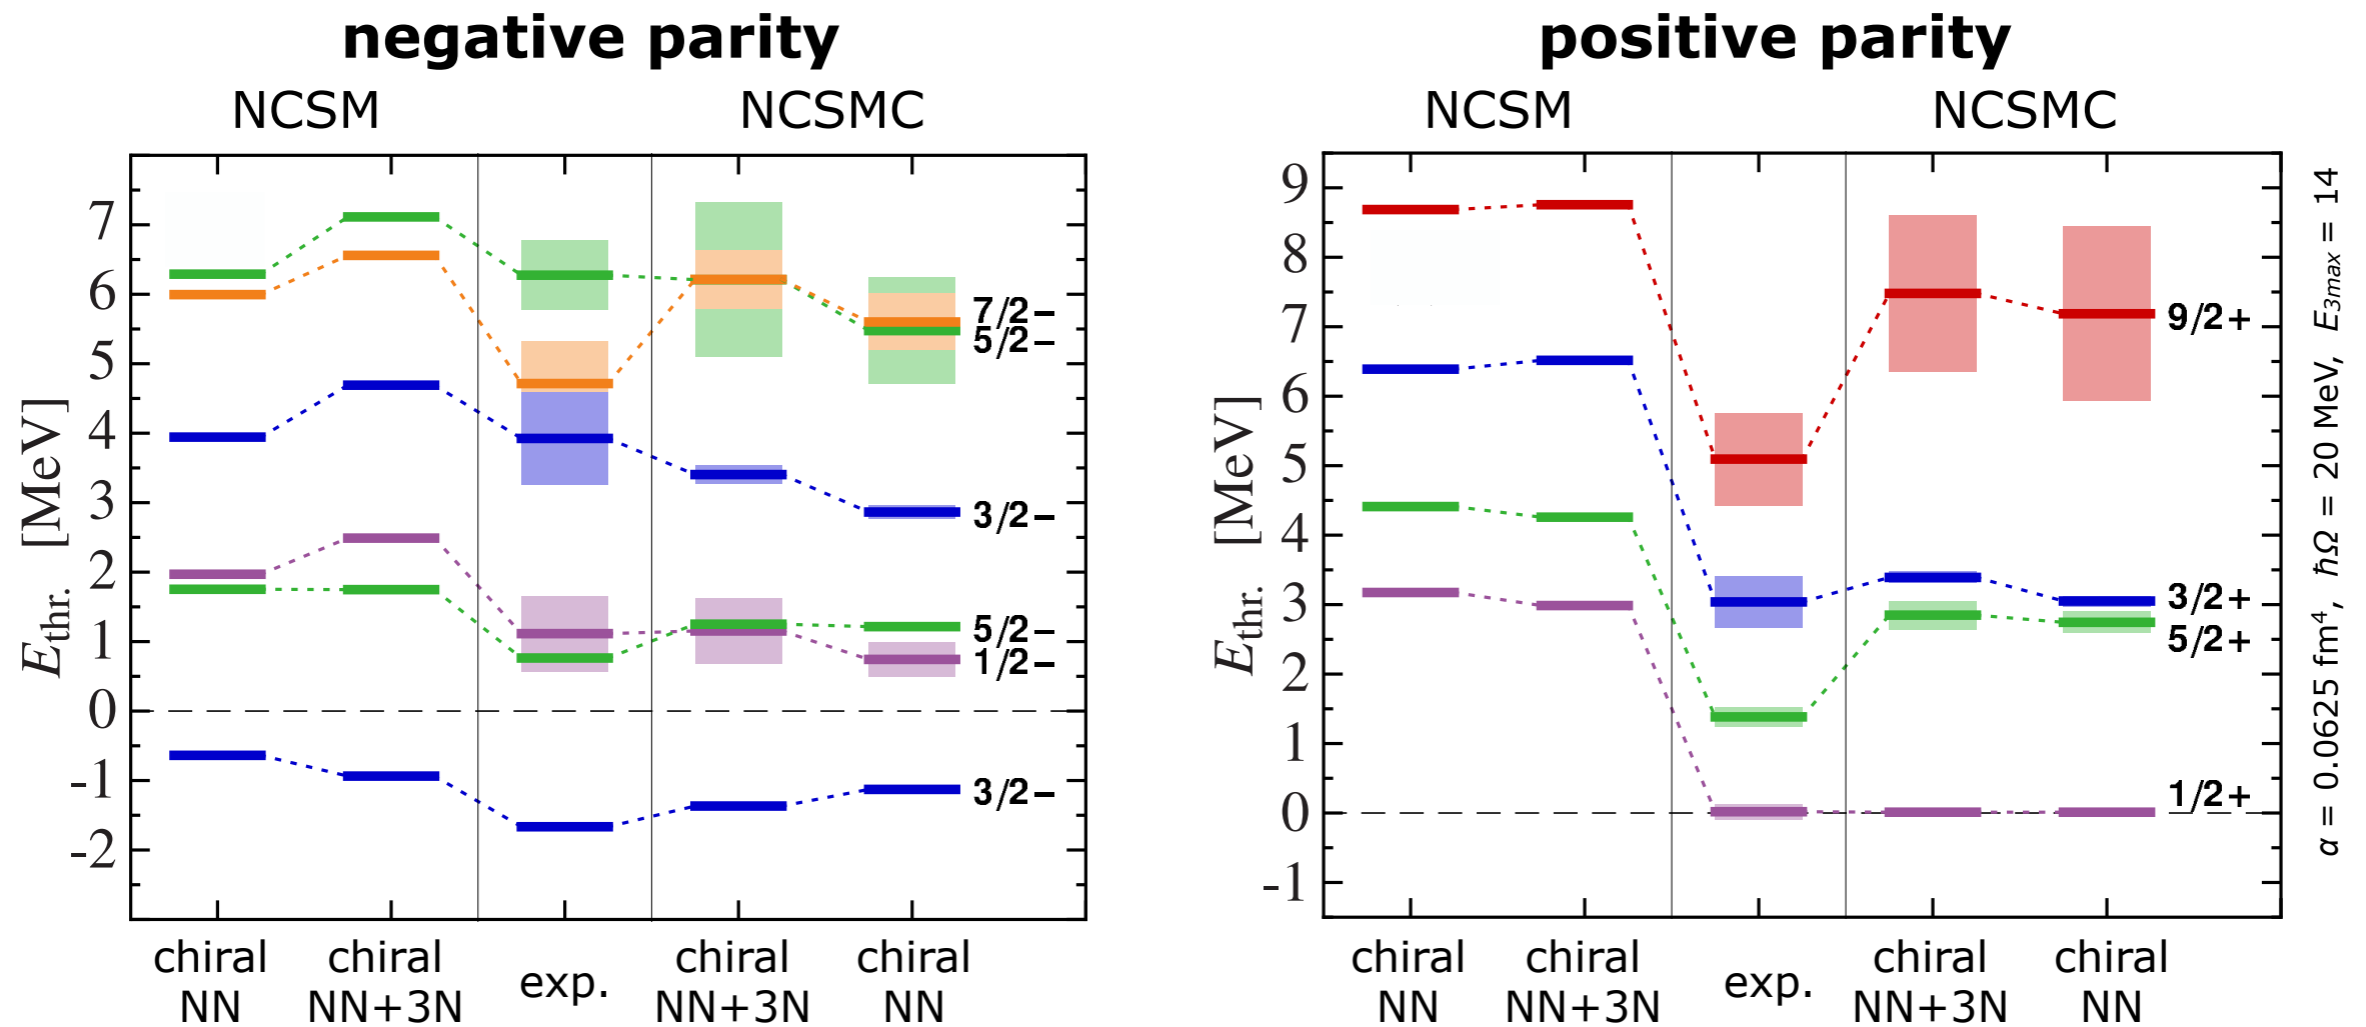 negative parity
NCSM NCSMC
7
6
5
4
3
2
1
0
-1
-2
E_thr. [MeV]
7/2−
5/2−
3/2−
5/2−
1/2−
3/2−
chiral NN
chiral NN+3N
exp.
chiral NN+3N
chiral NN
positive parity
NCSM NCSMC
9
8
7
6
5
4
3
2
1
0
-1
E_thr. [MeV]
9/2+
3/2+
5/2+
1/2+
chiral NN
chiral NN+3N
exp.
chiral NN+3N
chiral NN
α = 0.0625 fm⁴, ℏΩ = 20 MeV, E_3max = 14